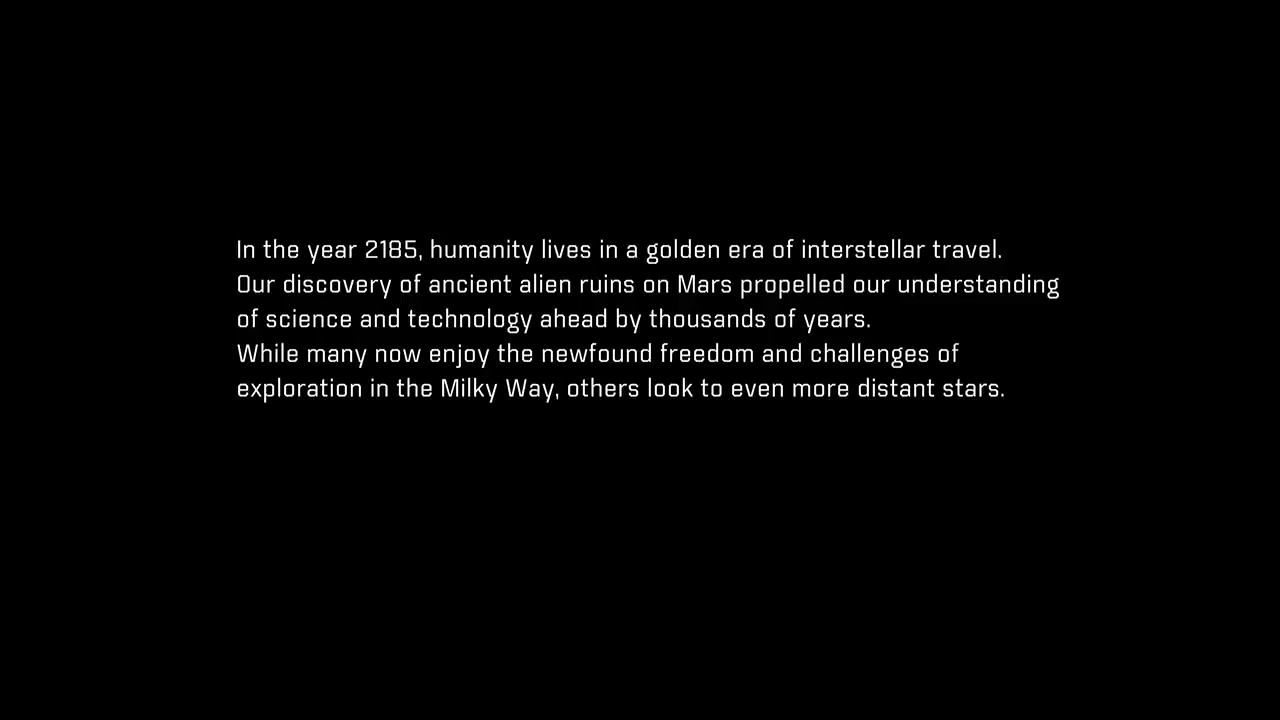 In the year 2185, humanity lives in a golden era of interstellar travel.
Our discovery of ancient alien ruins on Mars propelled our understanding
of science and technology ahead by thousands of years.
While many now enjoy the newfound freedom and challenges of
exploration in the Milky Way, others look to even more distant stars.